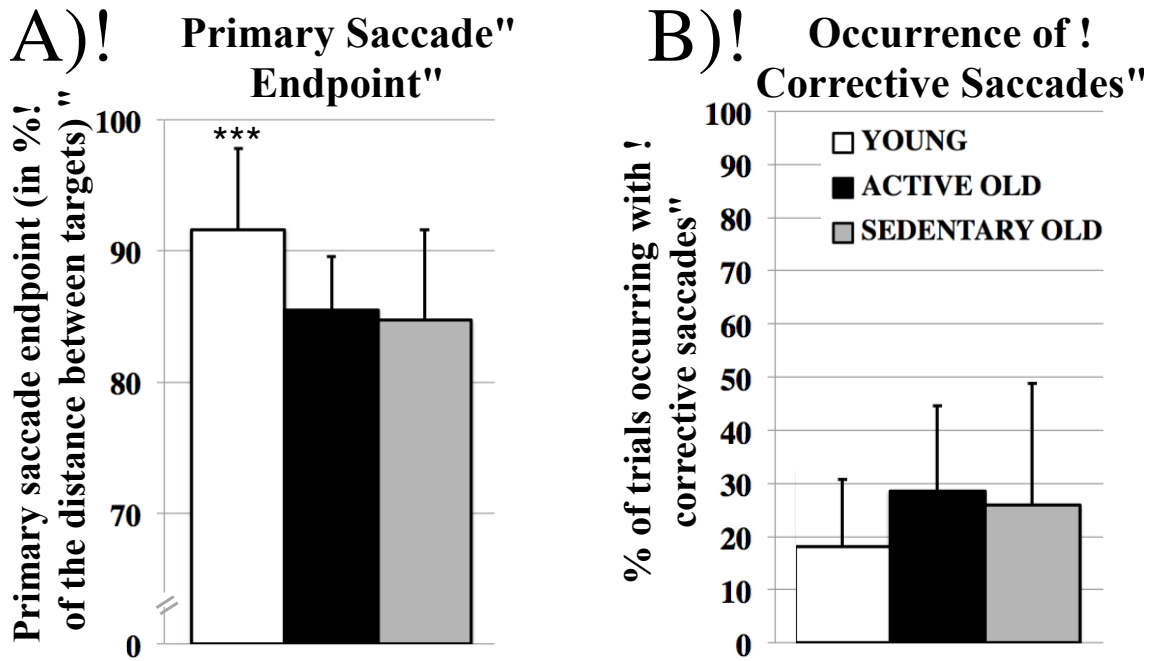 A)!
Primary Saccade"
Endpoint"
Primary saccade endpoint (in %!
of the distance between targets) "
100
90
80
70
0
***
B)!
Occurrence of !
Corrective Saccades"
% of trials occurring with !
corrective saccades"
100
90
80
70
60
50
40
30
20
10
0
YOUNG
ACTIVE OLD
SEDENTARY OLD